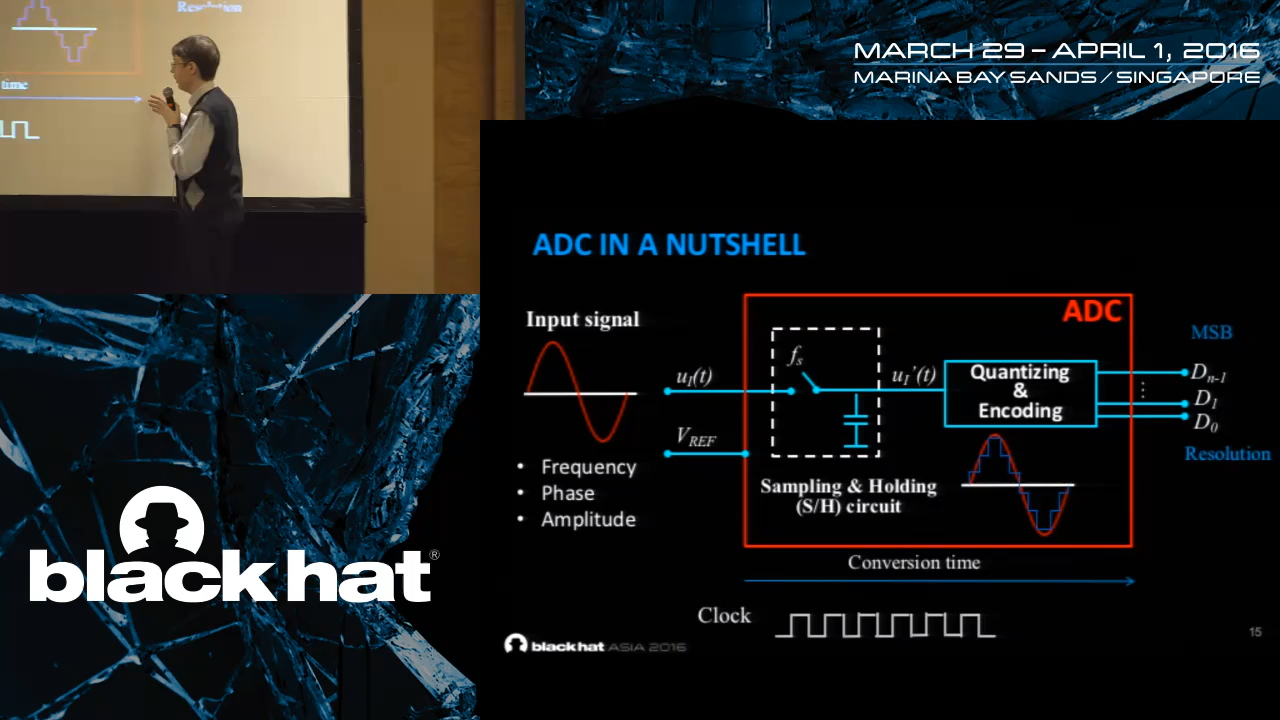 Resolution
time
MARCH 29 – APRIL 1, 2016
MARINA BAY SANDS / SINGAPORE
ADC IN A NUTSHELL
Input signal
ADC
MSB
fs
uI(t)
uI'(t)
Quantizing
&
Encoding
Dn-1
⋮
D1
D0
VREF
Resolution
• Frequency
• Phase
• Amplitude
Sampling & Holding
(S/H) circuit
Conversion time
Clock
black hat ASIA 2016
15
black hat®